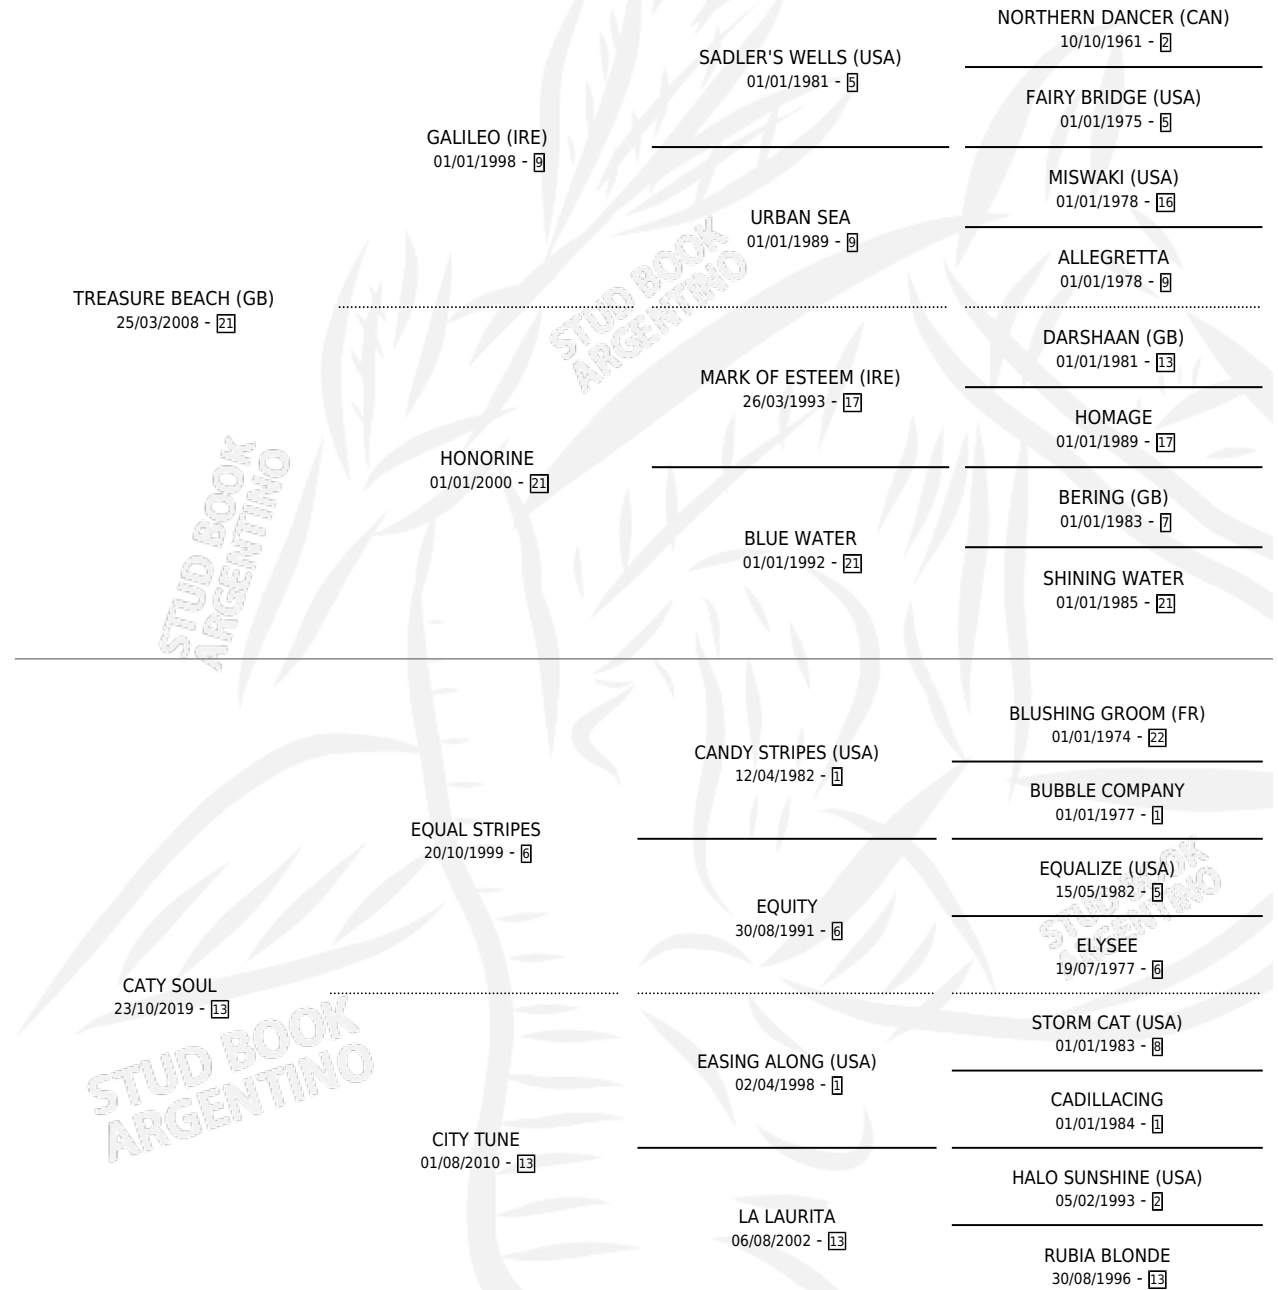 NORTHERN DANCER (CAN)
10/10/1961 - 2
SADLER'S WELLS (USA)
01/01/1981 - 5
FAIRY BRIDGE (USA)
01/01/1975 - 5
GALILEO (IRE)
01/01/1998 - 9
MISWAKI (USA)
01/01/1978 - 16
URBAN SEA
01/01/1989 - 9
ALLEGRETTA
01/01/1978 - 9
TREASURE BEACH (GB)
25/03/2008 - 21
STUD BOOK
ARGENTINO
DARSHAAN (GB)
01/01/1981 - 13
MARK OF ESTEEM (IRE)
26/03/1993 - 17
HOMAGE
01/01/1989 - 17
HONORINE
01/01/2000 - 21
BERING (GB)
01/01/1983 - 7
BLUE WATER
01/01/1992 - 21
SHINING WATER
01/01/1985 - 21
STUD BOOK
ARGENTINO
BLUSHING GROOM (FR)
01/01/1974 - 22
CANDY STRIPES (USA)
12/04/1982 - 1
BUBBLE COMPANY
01/01/1977 - 1
EQUAL STRIPES
20/10/1999 - 6
EQUALIZE (USA)
15/05/1982 - 5
EQUITY
30/08/1991 - 6
ELYSEE
19/07/1977 - 6
STUD BOOK
ARGENTINO
CATY SOUL
23/10/2019 - 13
STORM CAT (USA)
01/01/1983 - 8
EASING ALONG (USA)
02/04/1998 - 1
CADILLACING
01/01/1984 - 1
STUD BOOK
ARGENTINO
CITY TUNE
01/08/2010 - 13
HALO SUNSHINE (USA)
05/02/1993 - 2
LA LAURITA
06/08/2002 - 13
RUBIA BLONDE
30/08/1996 - 13